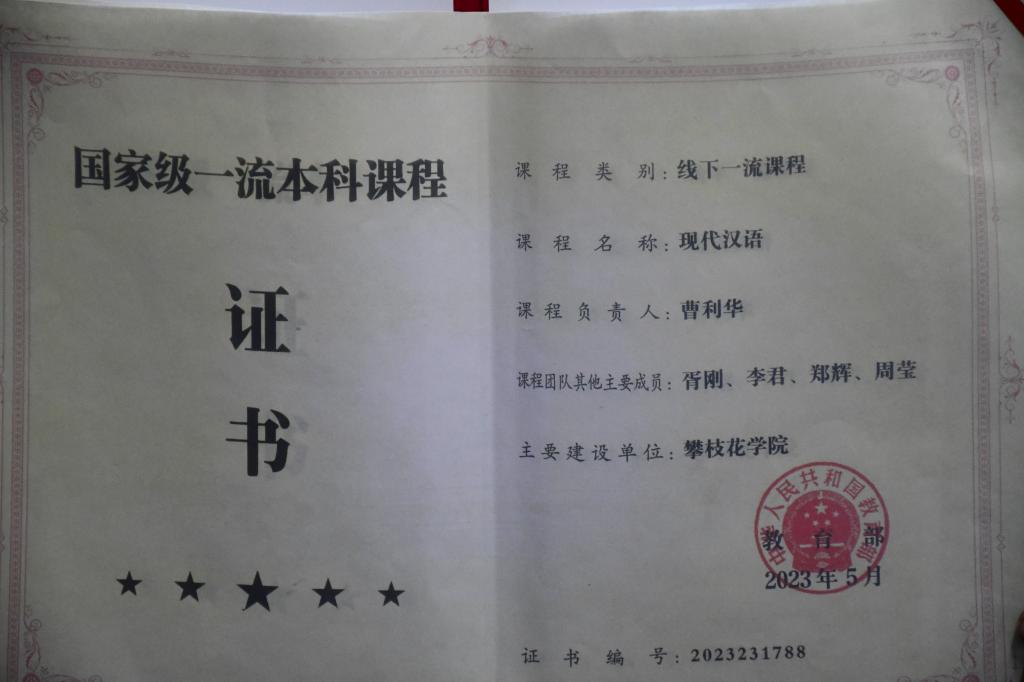 国家级一流本科课程
证
书
课程类别：线下一流课程
课程名称：现代汉语
课程负责人：曹利华
课程团队其他主要成员：胥刚、李君、郑辉、周莹
主要建设单位：攀枝花学院
中华人民共和国教育部
教育部
2023年5月
证书编号：2023231788